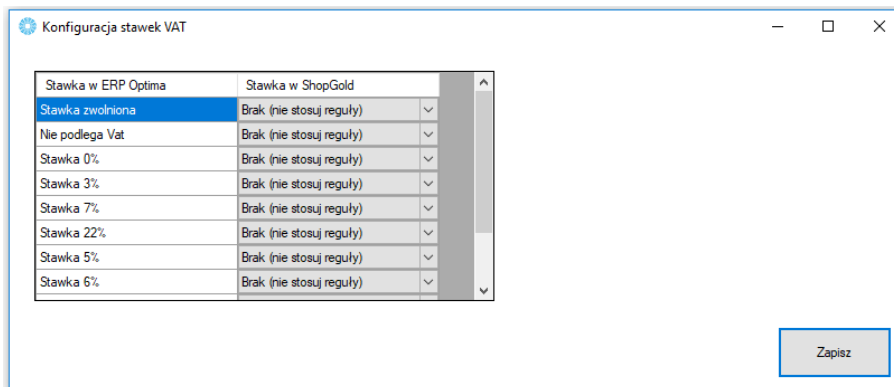 Konfiguracja stawek VAT
Stawka w ERP Optima Stawka w ShopGold
Stawka zwolniona Brak (nie stosuj reguły)
Nie podlega Vat Brak (nie stosuj reguły)
Stawka 0% Brak (nie stosuj reguły)
Stawka 3% Brak (nie stosuj reguły)
Stawka 7% Brak (nie stosuj reguły)
Stawka 22% Brak (nie stosuj reguły)
Stawka 5% Brak (nie stosuj reguły)
Stawka 6% Brak (nie stosuj reguły)
Zapisz